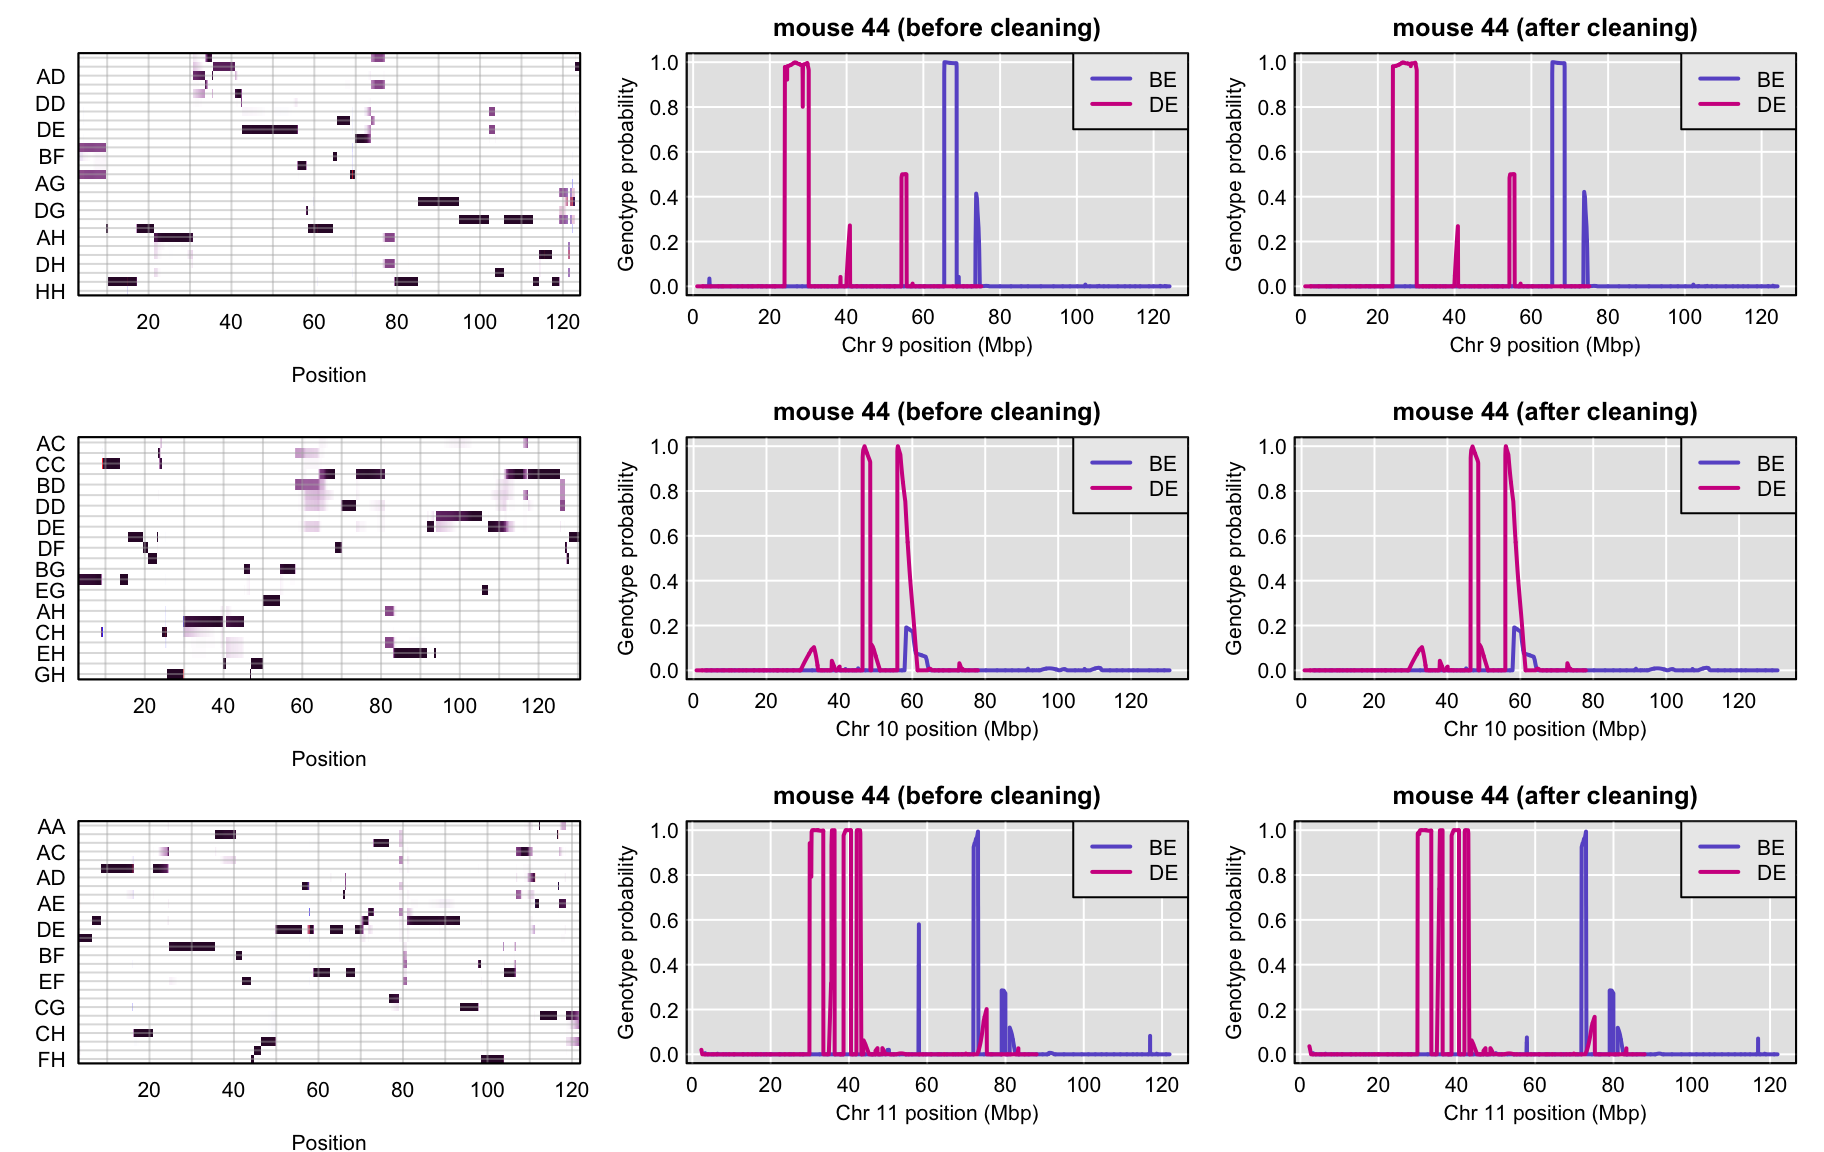 mouse 44 (before cleaning)
mouse 44 (after cleaning)
AD
DD
DE
BF
AG
DG
AH
DH
HH
20 40 60 80 100 120
Position
Genotype probability
1.0
0.8
0.6
0.4
0.2
0.0
BE
DE
0 20 40 60 80 100 120
Chr 9 position (Mbp)
Genotype probability
1.0
0.8
0.6
0.4
0.2
0.0
BE
DE
0 20 40 60 80 100 120
Chr 9 position (Mbp)
mouse 44 (before cleaning)
mouse 44 (after cleaning)
AC
CC
BD
DD
DE
DF
BG
EG
AH
CH
EH
GH
20 40 60 80 100 120
Position
Genotype probability
1.0
0.8
0.6
0.4
0.2
0.0
BE
DE
0 20 40 60 80 100 120
Chr 10 position (Mbp)
Genotype probability
1.0
0.8
0.6
0.4
0.2
0.0
BE
DE
0 20 40 60 80 100 120
Chr 10 position (Mbp)
mouse 44 (before cleaning)
mouse 44 (after cleaning)
AA
AC
AD
AE
DE
BF
EF
CG
CH
FH
20 40 60 80 100 120
Position
Genotype probability
1.0
0.8
0.6
0.4
0.2
0.0
BE
DE
0 20 40 60 80 100 120
Chr 11 position (Mbp)
Genotype probability
1.0
0.8
0.6
0.4
0.2
0.0
BE
DE
0 20 40 60 80 100 120
Chr 11 position (Mbp)